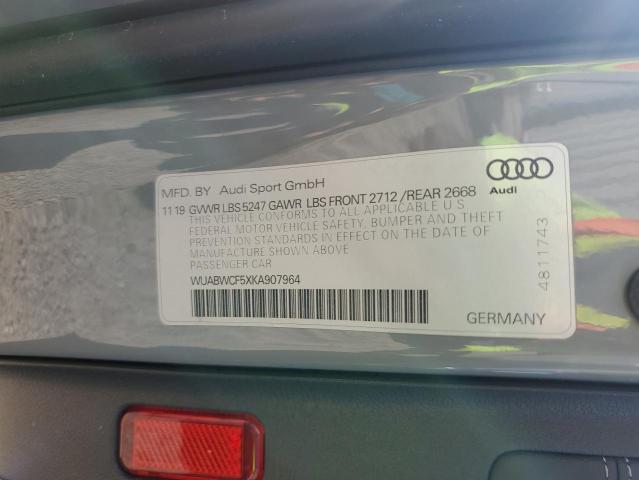 MFD. BY Audi Sport GmbH
Audi
11 19 GVWR LBS 5247 GAWR LBS FRONT 2712 /REAR 2668
THIS VEHICLE CONFORMS TO ALL APPLICABLE U S
FEDERAL MOTOR VEHICLE SAFETY, BUMPER AND THEFT
PREVENTION STANDARDS IN EFFECT ON THE DATE OF
MANUFACTURE SHOWN ABOVE
PASSENGER CAR
WUABWCF5XKA907964
GERMANY
4811743